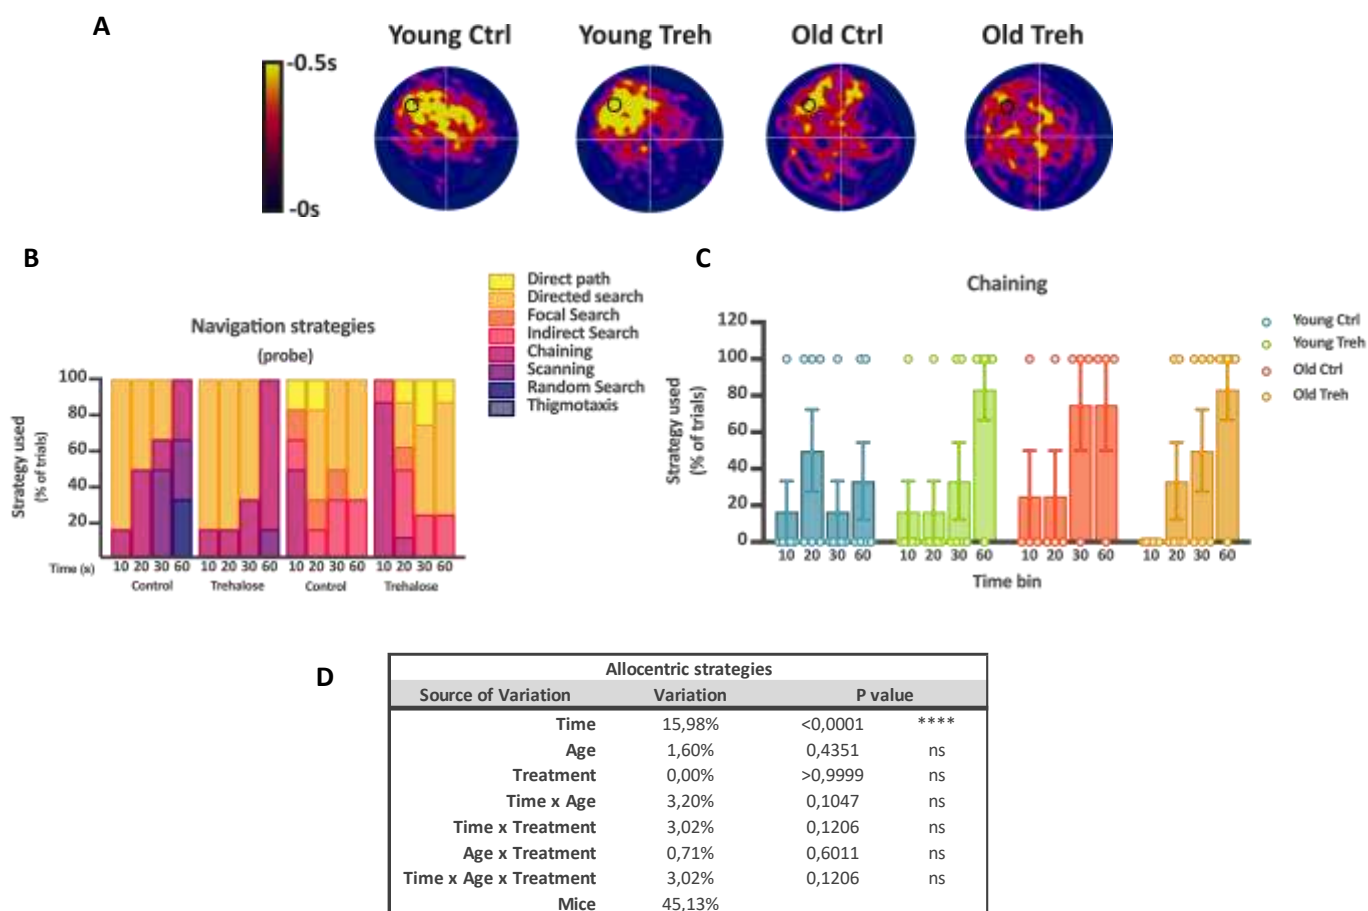 A
Young Ctrl
Young Treh
Old Ctrl
Old Treh
-0.5s
-0s
B
Navigation strategies
(probe)
Strategy used
(% of trials)
100
80
60
40
20
Time (s)
10 20 30 60
10 20 30 60
10 20 30 60
10 20 30 60
Control
Trehalose
Control
Trehalose
Direct path
Directed search
Focal Search
Indirect Search
Chaining
Scanning
Random Search
Thigmotaxis
C
Chaining
Strategy used
(% of trials)
120
100
80
60
40
20
0
10 20 30 60
10 20 30 60
10 20 30 60
10 20 30 60
Time bin
Young Ctrl
Young Treh
Old Ctrl
Old Treh
D
Allocentric strategies
Source of Variation Variation P value
Time 15,98% <0,0001 ****
Age 1,60% 0,4351 ns
Treatment 0,00% >0,9999 ns
Time x Age 3,20% 0,1047 ns
Time x Treatment 3,02% 0,1206 ns
Age x Treatment 0,71% 0,6011 ns
Time x Age x Treatment 3,02% 0,1206 ns
Mice 45,13%